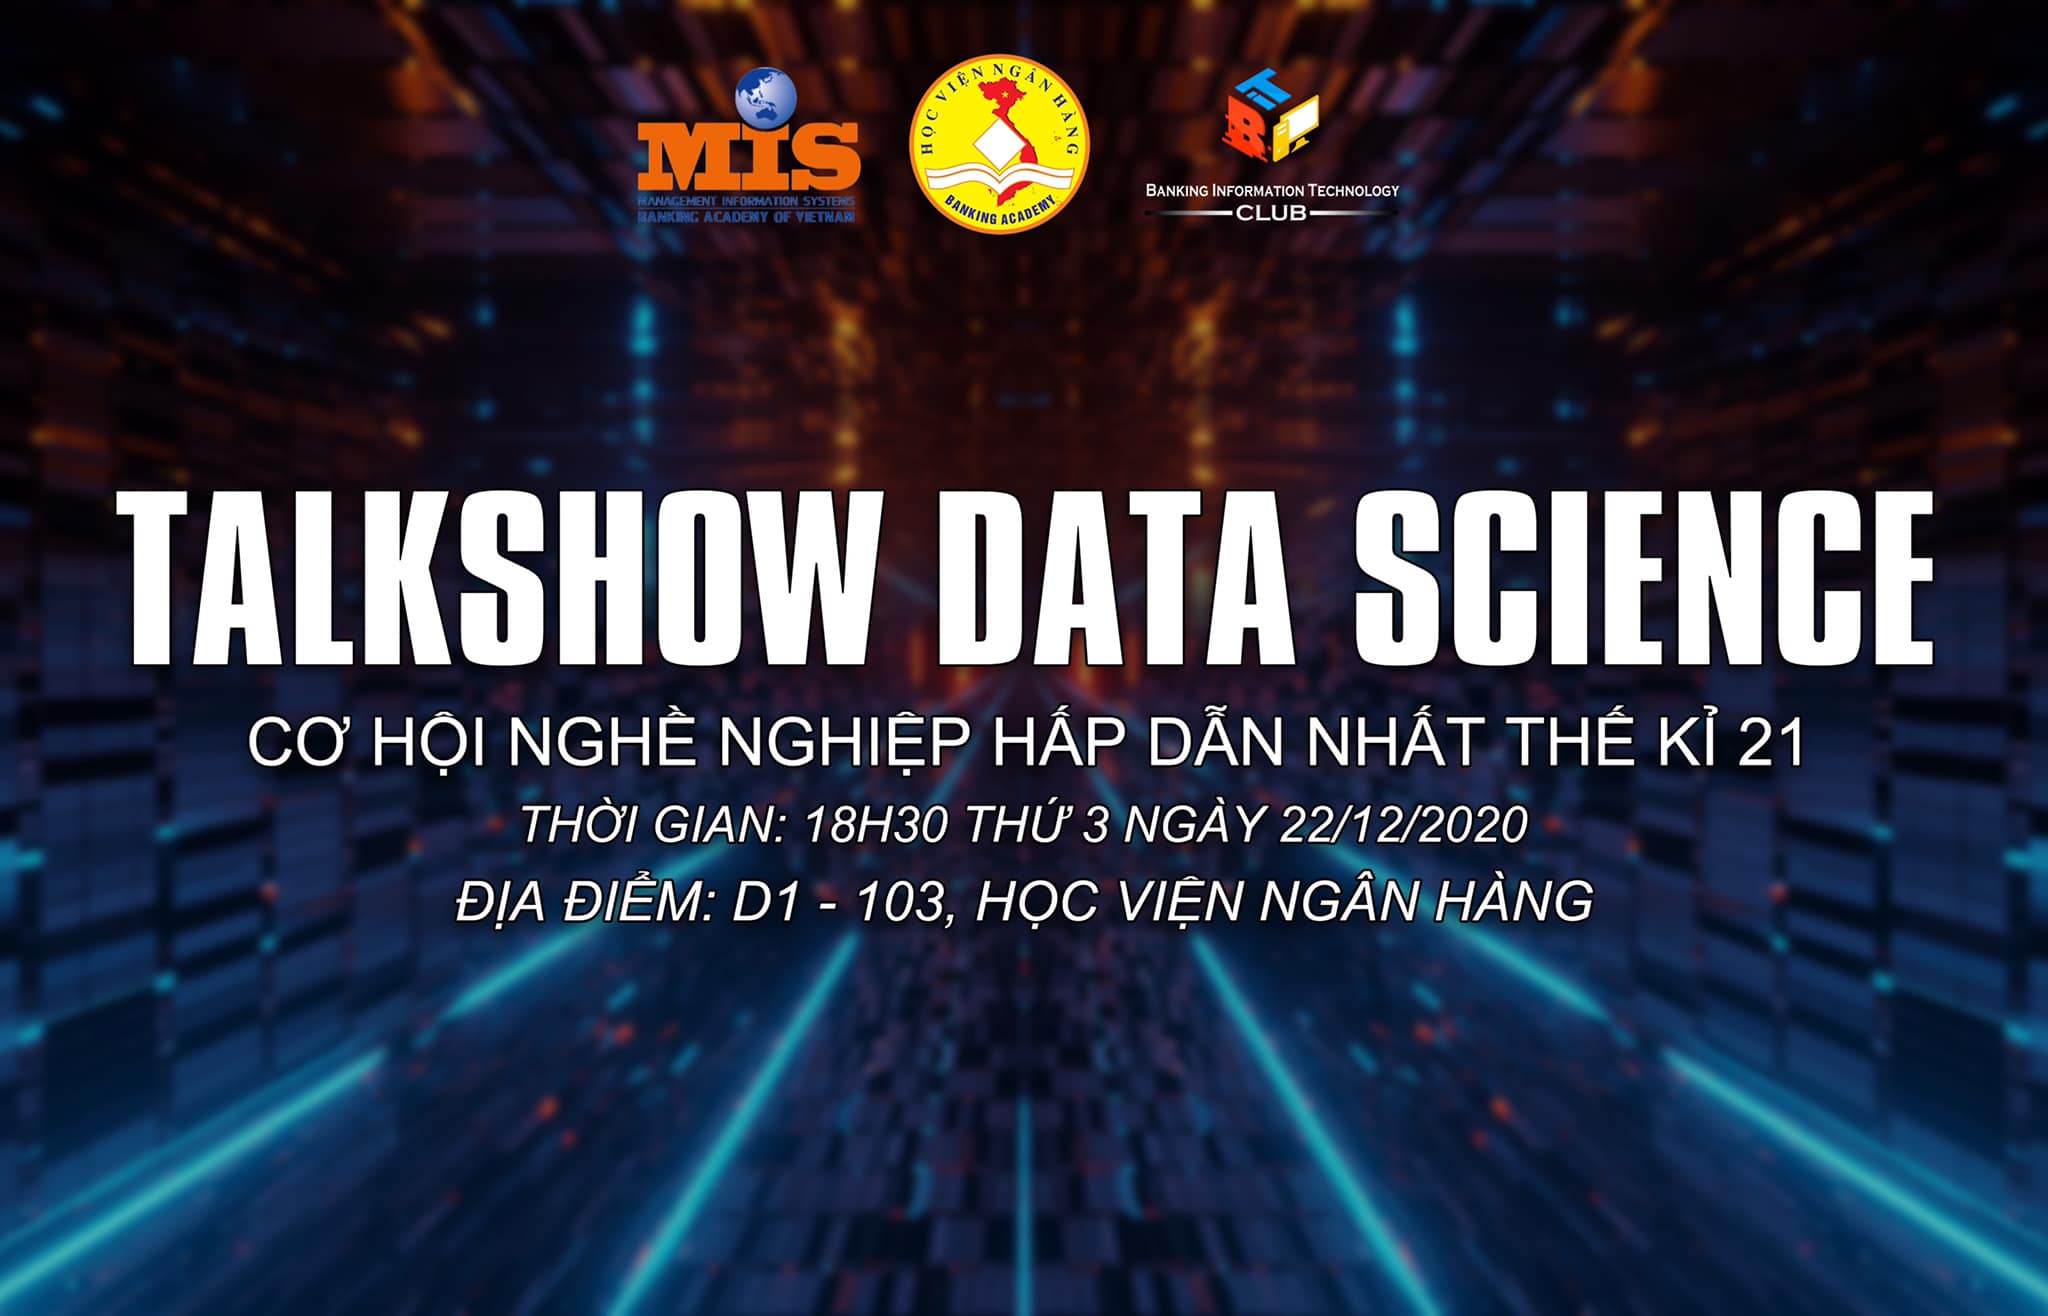 MIS
MANAGEMENT INFORMATION SYSTEMS
BANKING ACADEMY OF VIETNAM
HỌC VIỆN NGÂN HÀNG
BANKING ACADEMY
BIT
BANKING INFORMATION TECHNOLOGY
CLUB
TALKSHOW DATA SCIENCE
CƠ HỘI NGHỀ NGHIỆP HẤP DẪN NHẤT THẾ KỈ 21
THỜI GIAN: 18H30 THỨ 3 NGÀY 22/12/2020
ĐỊA ĐIỂM: D1 - 103, HỌC VIỆN NGÂN HÀNG